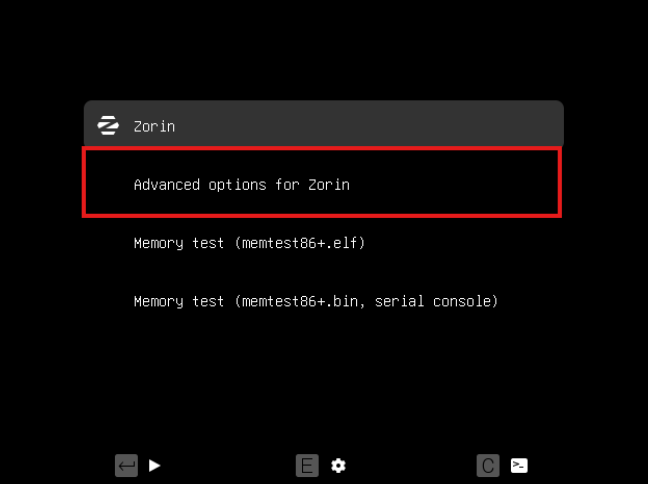 Zorin
Advanced options for Zorin
Memory test (memtest86+.elf)
Memory test (memtest86+.bin, serial console)
E
C